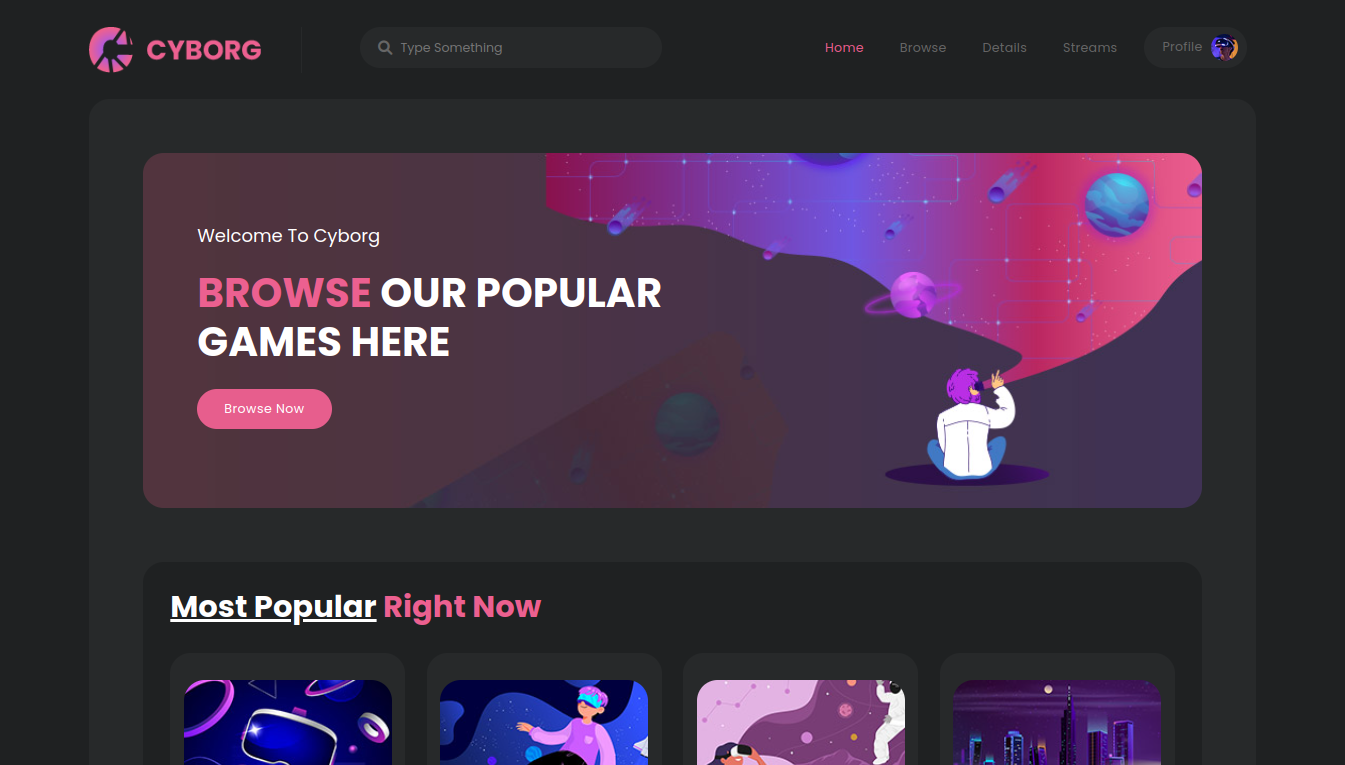 CYBORG
Type Something
Home
Browse
Details
Streams
Profile
Welcome To Cyborg
BROWSE OUR POPULAR
GAMES HERE
Browse Now
Most Popular Right Now